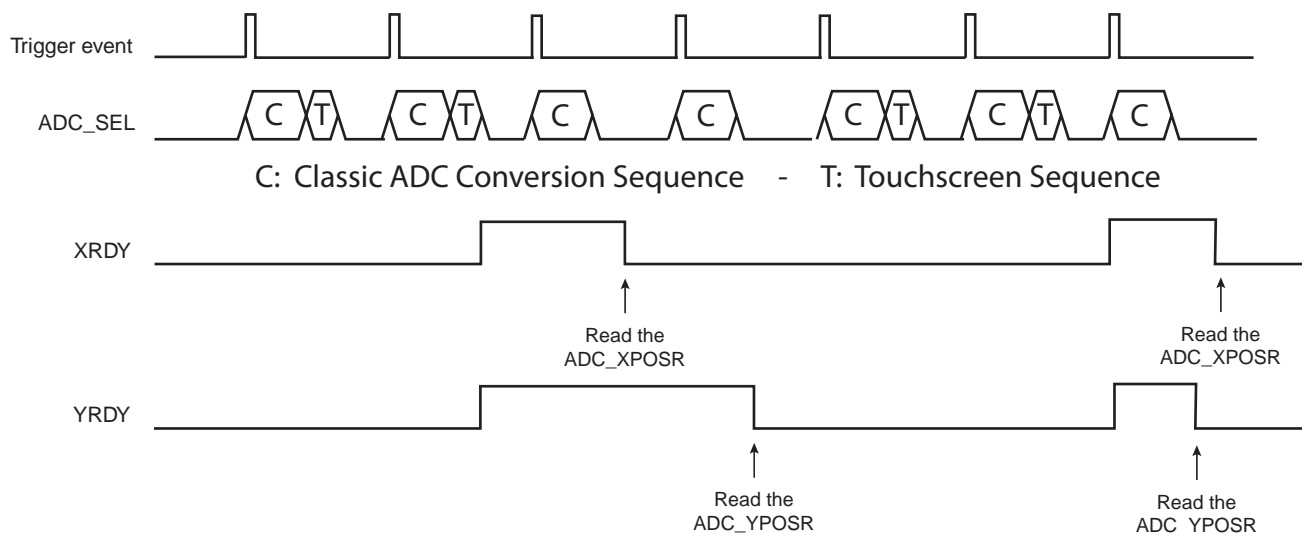 Trigger event
ADC_SEL
C T C T C C C T C T C
C: Classic ADC Conversion Sequence - T: Touchscreen Sequence
XRDY
Read the
ADC_XPOSR
Read the
ADC_XPOSR
YRDY
Read the
ADC_YPOSR
Read the
ADC YPOSR